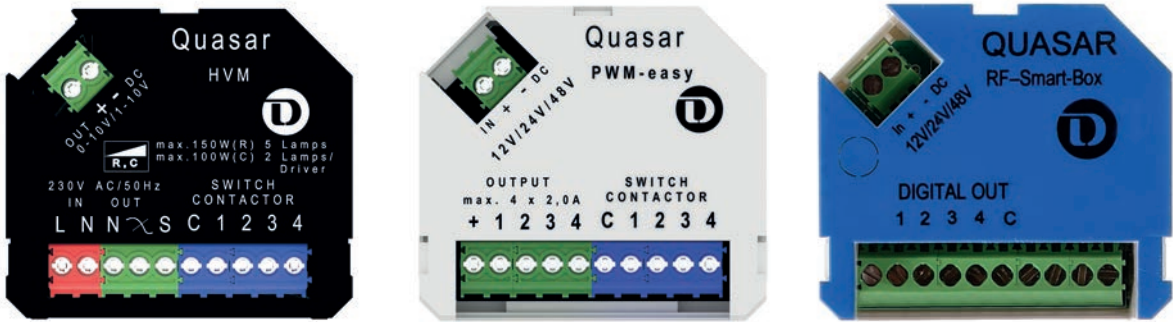 Quasar
HVM
OUT + - DC
0-10V/1-10V
R,C
max.150W(R) 5 Lamps
max.100W(C) 2 Lamps/
Driver
230V AC/50Hz
IN OUT
SWITCH
CONTACTOR
L N N S C 1 2 3 4
Quasar
PWM-easy
IN + - DC
12V/24V/48V
D
OUTPUT
max. 4 x 2,0A
SWITCH
CONTACTOR
+ 1 2 3 4 C 1 2 3 4
QUASAR
RF–Smart-Box
In + - DC
12V/24V/48V
D
DIGITAL OUT
1 2 3 4 C